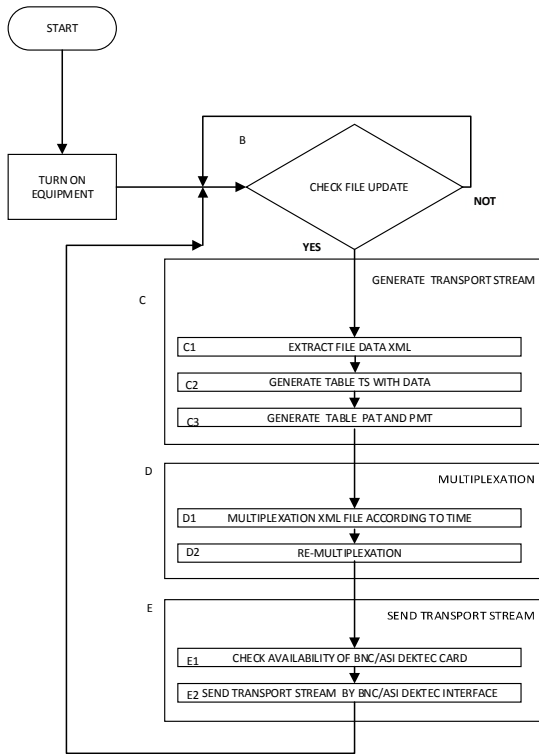 START
B
TURN ON
EQUIPMENT
CHECK FILE UPDATE
NOT
YES
GENERATE TRANSPORT STREAM
C
C1 EXTRACT FILE DATA XML
C2 GENERATE TABLE TS WITH DATA
C3 GENERATE TABLE PAT AND PMT
D
MULTIPLEXATION
D1 MULTIPLEXATION XML FILE ACCORDING TO TIME
D2 RE-MULTIPLEXATION
E
SEND TRANSPORT STREAM
E1 CHECK AVAILABILITY OF BNC/ASI DEKTEC CARD
E2 SEND TRANSPORT STREAM BY BNC/ASI DEKTEC INTERFACE